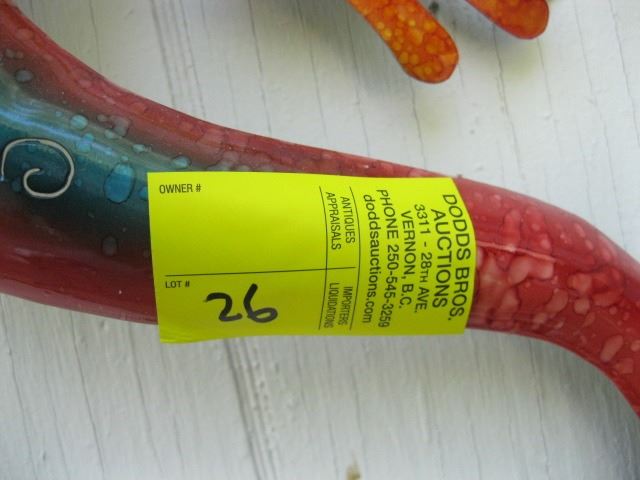 OWNER #
LOT #
26
ANTIQUES
APPRAISALS
IMPORTERS
LIQUIDATIONS
DODDS BROS.
AUCTIONS
3311 - 28TH AVE.
VERNON, B.C.
PHONE 250-545-3259
doddsauctions.com